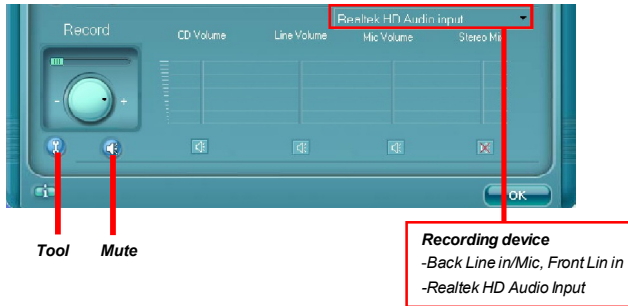 Realtek HD Audio input
Record
CD Volume
Line Volume
Mic Volume
Stereo Mix
- +
OK
Tool
Mute
Recording device
-Back Line in/Mic, Front Lin in
-Realtek HD Audio Input